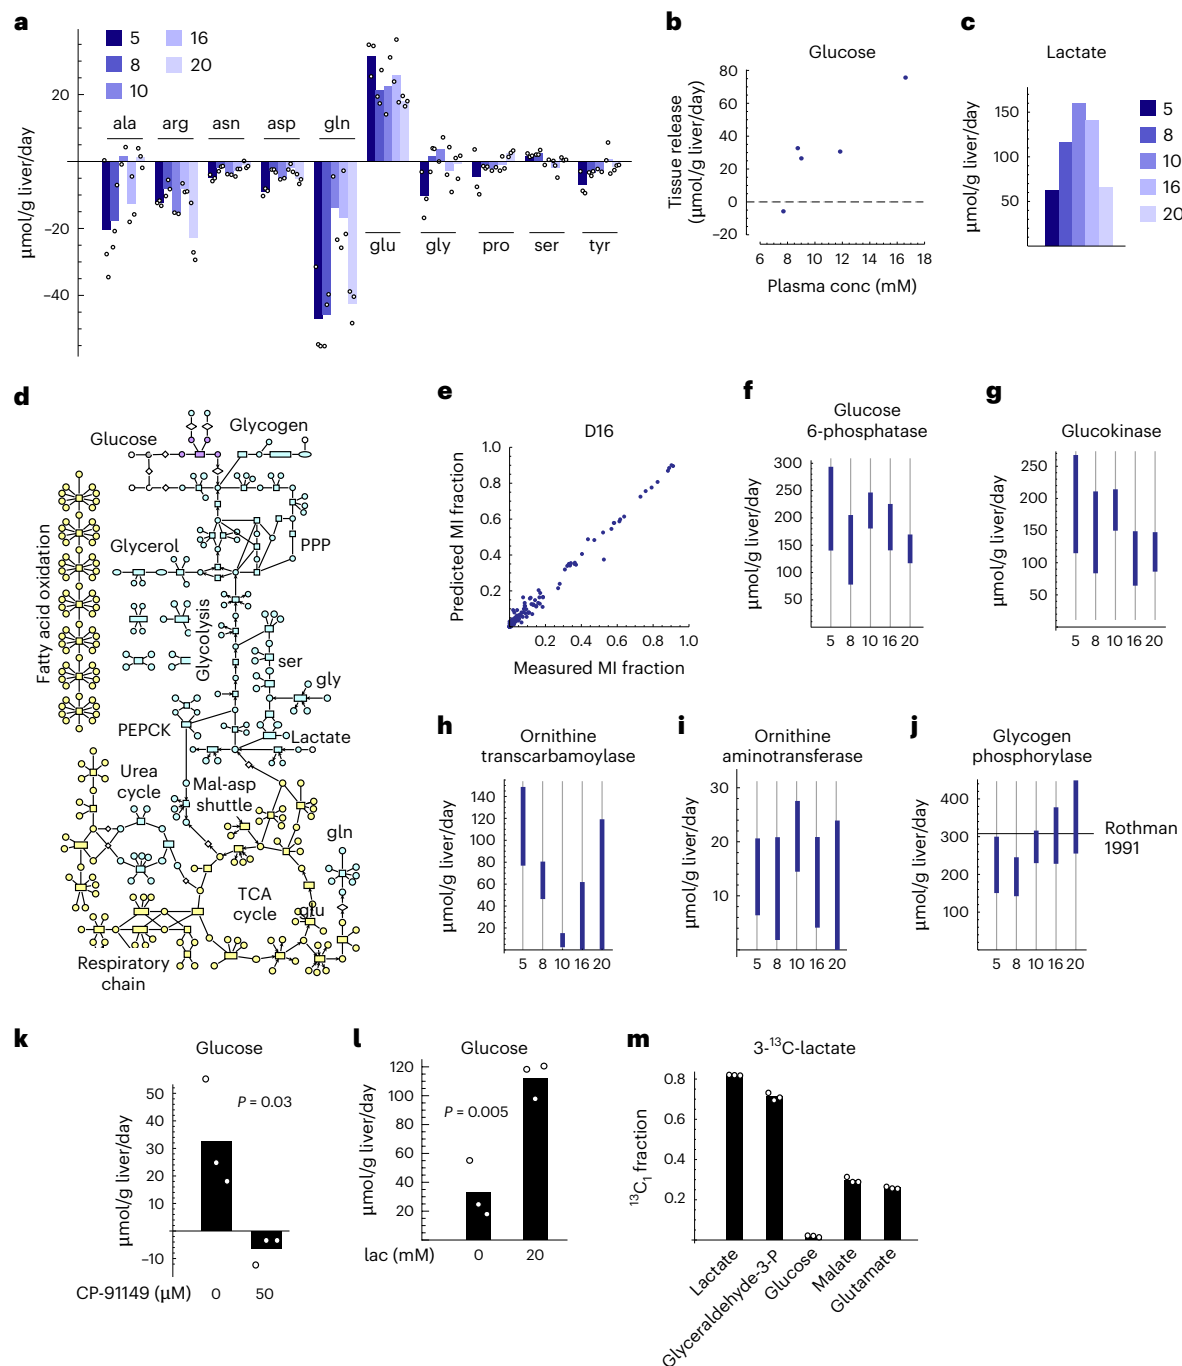 a
5
8
10
16
20
μmol/g liver/day
20
0
−20
−40
ala
arg
asn
asp
gln
glu
gly
pro
ser
tyr
b
Glucose
Tissue release
(μmol/g liver/day)
80
60
40
20
0
−20
6
8
10
12
14
16
18
Plasma conc (mM)
c
Lactate
μmol/g liver/day
150
100
50
5
8
10
16
20
d
Glucose
Glycogen
Fatty acid oxidation
Glycerol
PPP
Glycolysis
ser
gly
PEPCK
Lactate
Urea
cycle
Mal-asp
shuttle
gln
TCA
cycle
glu
Respiratory
chain
e
D16
Predicted MI fraction
1.0
0.8
0.6
0.4
0.2
0.2
0.4
0.6
0.8
1.0
Measured MI fraction
f
Glucose
6-phosphatase
μmol/g liver/day
300
250
200
150
100
50
5 8 10 16 20
g
Glucokinase
μmol/g liver/day
250
200
150
100
50
5 8 10 16 20
h
Ornithine
transcarbamoylase
μmol/g liver/day
140
120
100
80
60
40
20
5 8 10 16 20
i
Ornithine
aminotransferase
μmol/g liver/day
30
20
10
5 8 10 16 20
j
Glycogen
phosphorylase
μmol/g liver/day
400
300
200
100
5 8 10 16 20
Rothman
1991
k
Glucose
P = 0.03
μmol/g liver/day
50
40
30
20
10
−10
CP-91149 (μM) 0 50
l
Glucose
P = 0.005
μmol/g liver/day
120
100
80
60
40
20
lac (mM) 0 20
m
3-¹³C-lactate
¹³C₁ fraction
0.8
0.6
0.4
0.2
Lactate
Glyceraldehyde-3-P
Glucose
Malate
Glutamate